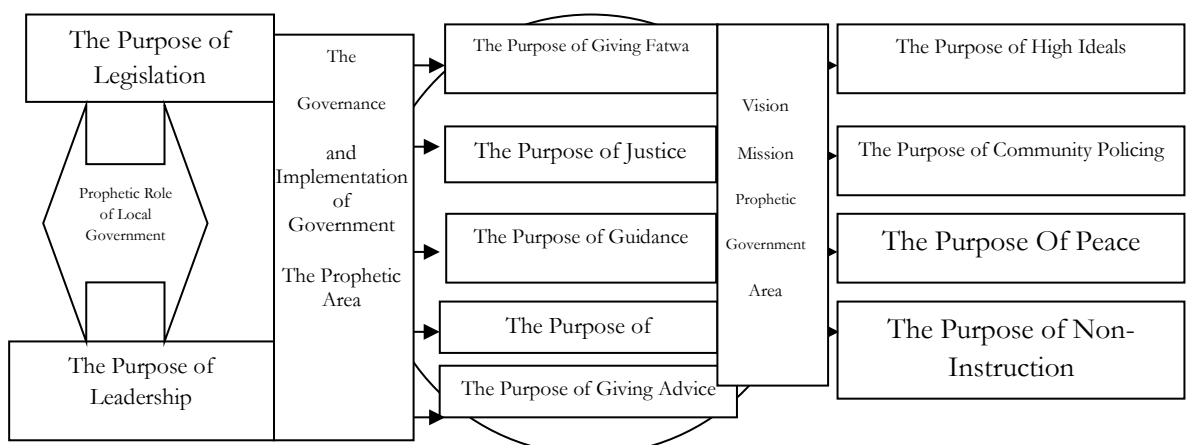 The Purpose of
Legislation
Prophetic Role
of Local
Government
The Purpose of
Leadership
The
Governance
and
Implementation
of
Government
The Prophetic
Area
The Purpose of Giving Fatwa
The Purpose of Justice
The Purpose of Guidance
The Purpose of
The Purpose of Giving Advice
Vision
Mission
Prophetic
Government
Area
The Purpose of High Ideals
The Purpose of Community Policing
The Purpose Of Peace
The Purpose of Non-
Instruction